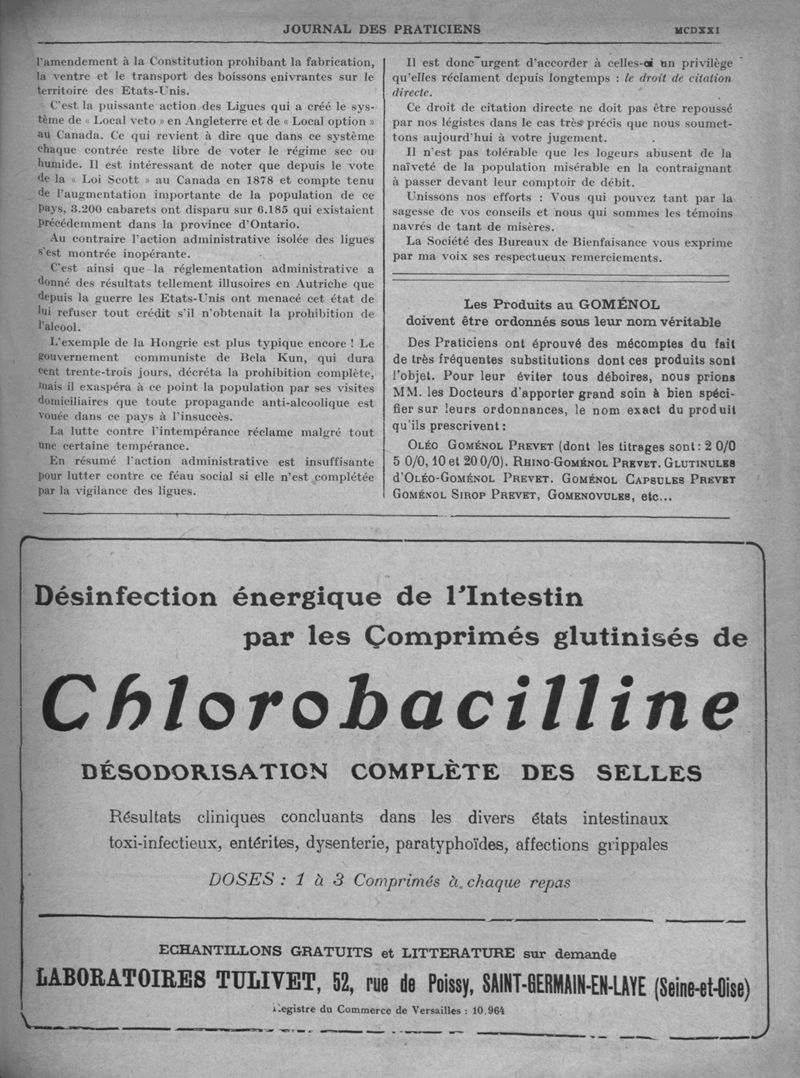 JOURNAL DES PRATICIENS
MCDXXI
l'amendement à la Constitution prohibant la fabrication,
la ventre et le transport des boissons enivrantes sur le
territoire des Etats-Unis.
C'est la puissante action des Ligues qui a créé le sys-
tème de « Local veto » en Angleterre et de « Local option »
au Canada. Ce qui revient à dire que dans ce système
chaque contrée reste libre de voter le régime sec ou
humide. Il est intéressant de noter que depuis le vote
de la « Loi Scott » au Canada en 1878 et compte tenu
de l'augmentation importante de la population de ce
pays, 3.200 cabarets ont disparu sur 6.185 qui existaient
précédemment dans la province d'Ontario.
Au contraire l'action administrative isolée des ligues
s'est montrée inopérante.
C'est ainsi que la réglementation administrative a
donné des résultats tellement illusoires en Autriche que
depuis la guerre les Etats-Unis ont menacé cet état de
lui refuser tout crédit s'il n'obtenait la prohibition de
l'alcool.
L'exemple de la Hongrie est plus typique encore ! Le
gouvernement communiste de Bela Kun, qui dura
cent trente-trois jours, décréta la prohibition complète,
mais il exaspéra à ce point la population par ses visites
domiciliaires que toute propagande anti-alcoolique est
vouée dans ce pays à l'insuccès.
La lutte contre l'intempérance réclame malgré tout
une certaine tempérance.
En résumé l'action administrative est insuffisante
pour lutter contre ce féau social si elle n'est complétée
par la vigilance des ligues.
Il est donc urgent d'accorder à celles-ci un privilège
qu'elles réclament depuis longtemps : le droit de citation
directe.
Ce droit de citation directe ne doit pas être repoussé
par nos légistes dans le cas très précis que nous soumet-
tons aujourd'hui à votre jugement.
Il n'est pas tolérable que les logeurs abusent de la
naïveté de la population misérable en la contraignant
à passer devant leur comptoir de débit.
Unissons nos efforts : Vous qui pouvez tant par la
sagesse de vos conseils et nous qui sommes les témoins
navrés de tant de misères.
La Société des Bureaux de Bienfaisance vous exprime
par ma voix ses respectueux remerciements.
Les Produits au GOMÉNOL
doivent être ordonnés sous leur nom véritable
Des Praticiens ont éprouvé des mécomptes du fait
de très fréquentes substitutions dont ces produits sont
l'objet. Pour leur éviter tous déboires, nous prions
MM. les Docteurs d'apporter grand soin à bien spéci-
fier sur leurs ordonnances, le nom exact du produit
qu'ils prescrivent :
OLÉO GOMÉNOL PREVET (dont les titrages sont : 2 0/0
5 0/0, 10 et 20 0/0). RHINO-GOMÉNOL PREVET. GLUTINULES
d'OLÉO-GOMÉNOL PREVET. GOMÉNOL CAPSULES PREVET
GOMÉNOL SIROP PREVET, GOMENOVULES, etc...
Désinfection énergique de l'Intestin
par les Çomprimés glutinisés de
Chlorobacilline
DÉSODORISATION COMPLÈTE DES SELLES
Résultats cliniques concluants dans les divers états intestinaux
toxi-infectieux, entérites, dysenterie, paratyphoïdes, affections grippales
DOSES : 1 à 3 Comprimés à chaque repas
ECHANTILLONS GRATUITS et LITTERATURE sur demande
LABORATOIRES TULIVET, 52, rue de Poissy, SAINT-GERMAIN-EN-LAYE (Seine-et-Oise)
Registre du Commerce de Versailles : 10.964